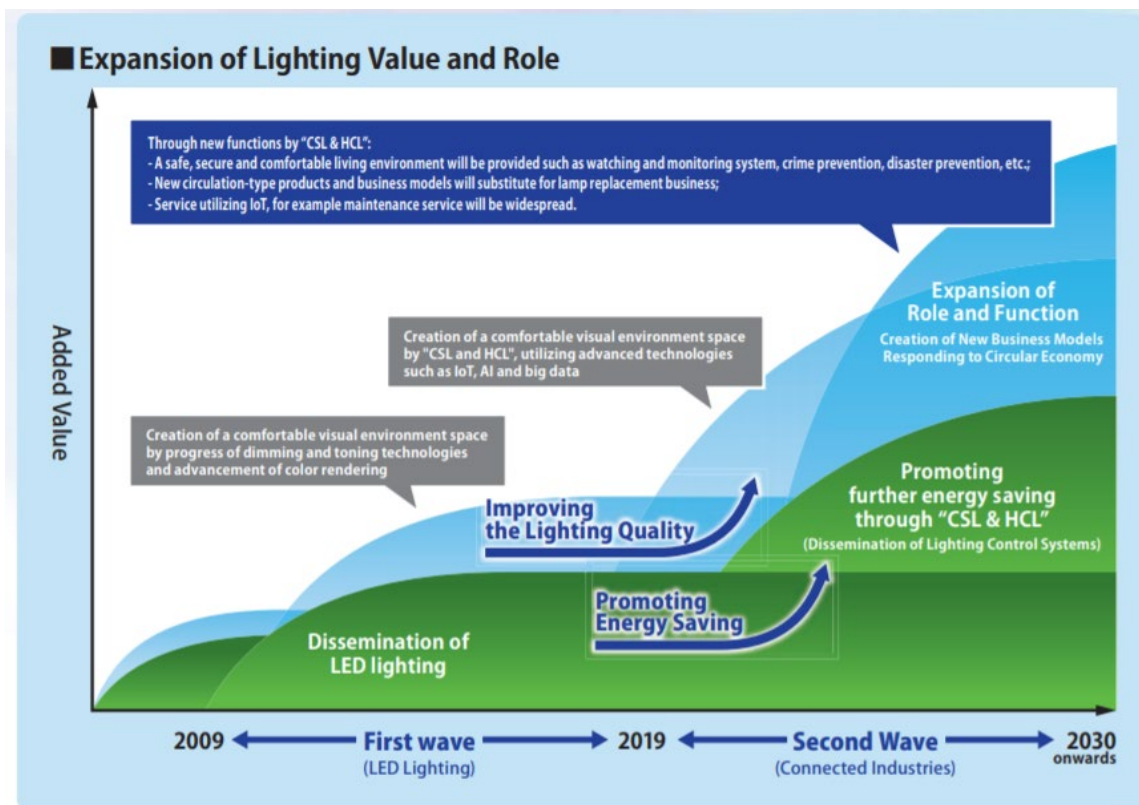 ■Expansion of Lighting Value and Role
Through new functions by "CSL & HCL":
- A safe, secure and comfortable living environment will be provided such as watching and monitoring system, crime prevention, disaster prevention, etc.;
- New circulation-type products and business models will substitute for lamp replacement business;
- Service utilizing IoT, for example maintenance service will be widespread.
Expansion of
Role and Function
Creation of New Business Models
Responding to Circular Economy
Creation of a comfortable visual environment space
by "CSL and HCL", utilizing advanced technologies
such as IoT, AI and big data
Added Value
Creation of a comfortable visual environment space
by progress of dimming and toning technologies
and advancement of color rendering
Improving
the Lighting Quality
Promoting
further energy saving
through "CSL & HCL"
(Dissemination of Lighting Control Systems)
Promoting
Energy Saving
Dissemination of
LED lighting
2009
First wave
(LED Lighting)
2019
Second Wave
(Connected Industries)
2030
onwards